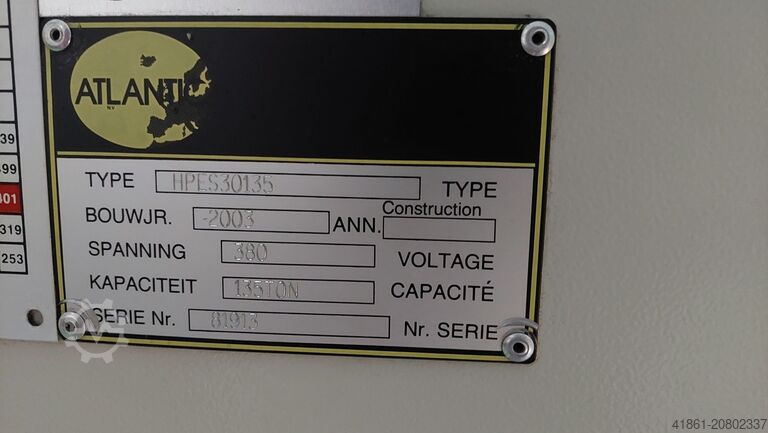 ATLANTI
N.V
39
399
301
319
253
TYPE HPES30135 TYPE
BOUWJR. -2003 ANN. Construction
SPANNING 380 VOLTAGE
KAPACITEIT 135TON CAPACITÉ
SERIE Nr. 81913 Nr. SERIE
41861-20802337